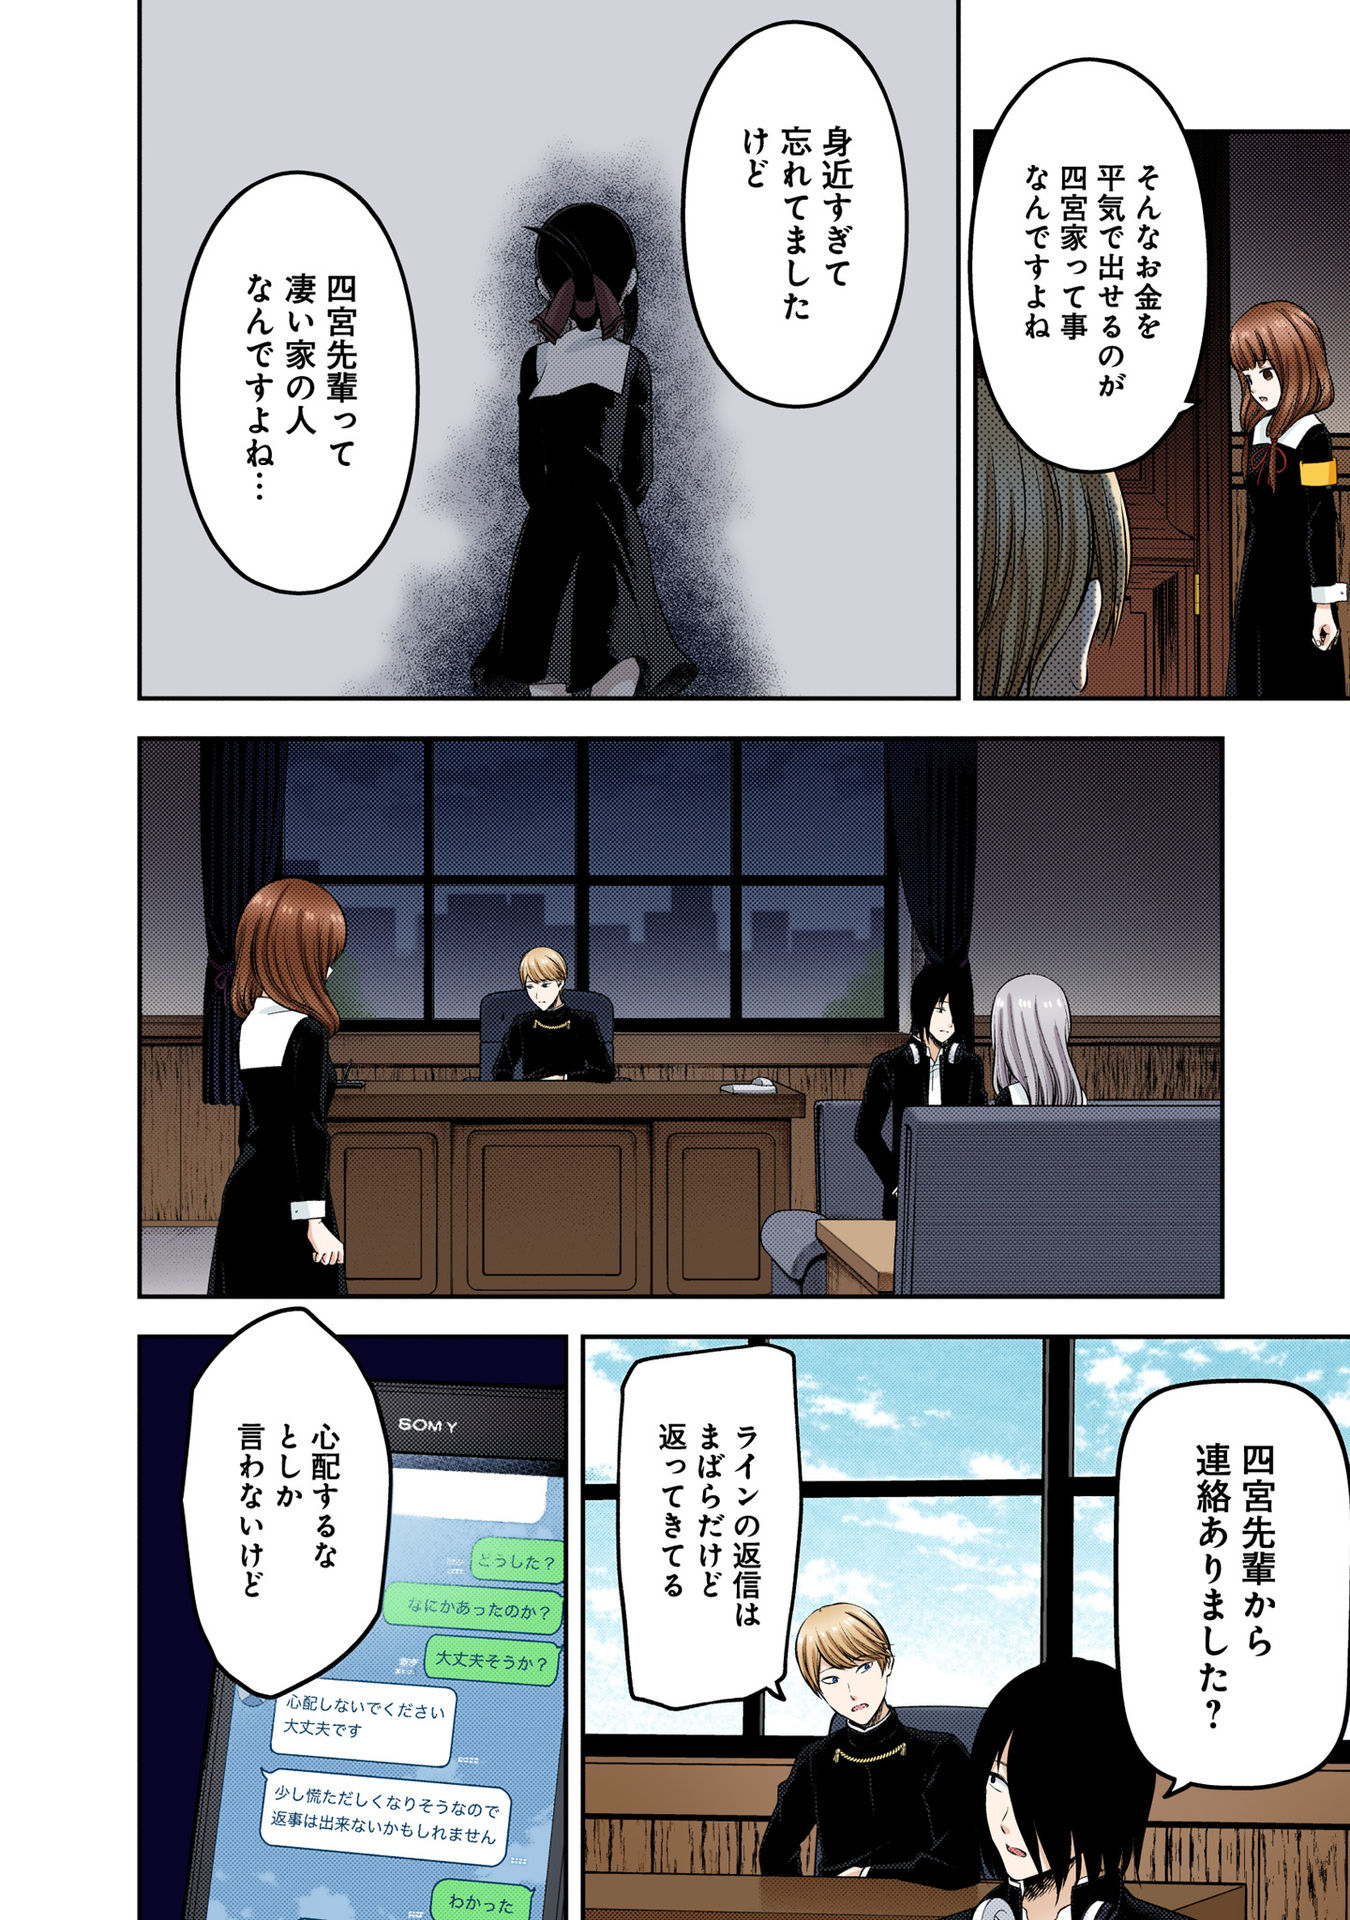 そんなお金を
平気で出せるのが
四宮家って事
なんですよね
身近すぎて
忘れてました
けど
四宮先輩って
凄い家の人
なんですよね…
四宮先輩から
連絡ありました?
ラインの返信は
まばらだけど
返ってきてる
心配するな
としか
言わないけど
SOMY
どうした?
なにかあったのか?
大丈夫そうか?
心配しないでください
大丈夫です
少し慌ただしくなりそうなので
返事は出来ないかもしれません
わかった